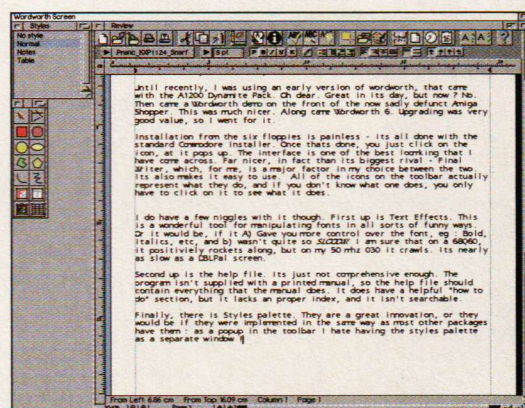 Wordworth Screen
Styles
Review
No style
Normal
Notes
Table
8 pt
Until recently, I was using an early version of wordworth, that came
with the A1200 Dynamite Pack. Oh dear. Great in its day, but now ? No.
Then came a Wordworth demo on the front of the now sadly defunct Amiga
Shopper. This was much nicer. Along came Wordworth 6. Upgrading was very
good value, so I went for it.
Installation from the six floppies is painless - its all done with the
standard Commodore Installer. Once thats done, you just click on the
icon, at it pops up. The interface is one of the best loomking that I
have come across. Far nicer, in fact than its biggest rival - Final
Writer, which, for me, is a major factor in my choice between the two.
Its also makes it easy to use. All of the icons on the toolbar actually
represent what they do, and if you don't know what one does, you only
have to click on it to see what it does.
I do have a few niggles with it though. First up is Text Effects. This
is a wonderful tool for manipulating fonts in all sorts of funny ways.
Or it would be, if it A) Gave you more control over the font, eg : Bold,
Italics, etc, and b) wasn't quite so I am sure that on a 68060,
it positiviely rockets along, but on my 50 mhz 030 it crawls. Its nearly
as slow as a DBLPal screen.
Second up is the help file. Its just not comprehensive enough. The
program isn't supplied with a printed manual, so the help file should
contain everything that the manual does. It does have a helpful "how to
do" section, but it lacks an proper index, and it isn't searchable.
Finally, there is Styles palette. They are a great innovation, or they
would be if they were implemented in the same way as most other packages
have them : as a popup in the toolbar I hate having the styles palette
as a separate window !
From Left: 6.86 cm From Top: 16.09 cm Column 1 Page 1